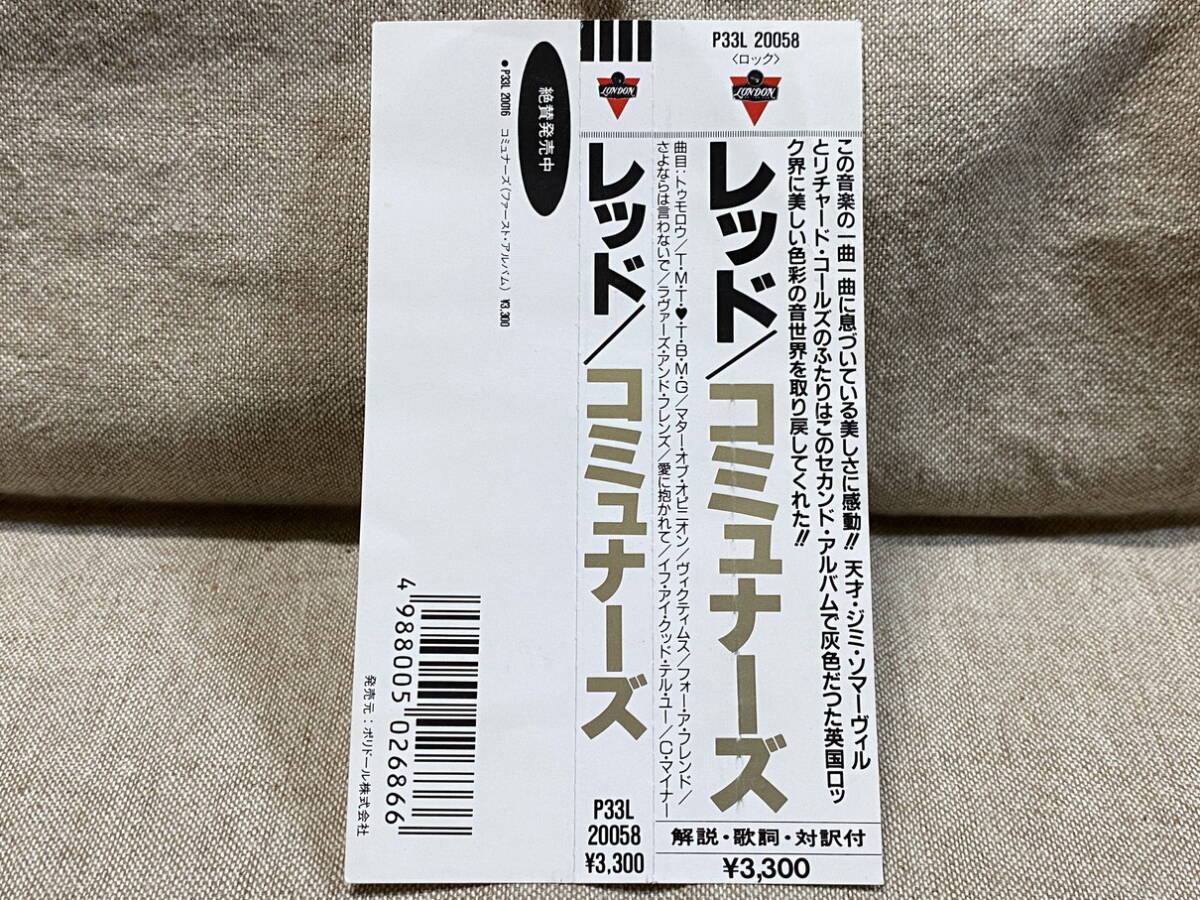 P33L 20058
〈ロック〉
LONDON
この音楽の一曲一曲に息づいている美しさに感動!! 天才・ジミ・ソマーヴィル
とリチャード・コールズのふたりはこのセカンド・アルバムで灰色だつた英国ロッ
ク界に美しい色彩の音世界を取り戻してくれた!!
レッド/コミュナーズ
曲目:トゥモロウ/T・M・T・♥・T・B・M・G/マター・オブ・オピニオン/ヴィクティムス/フォー・ア・フレンド/
さよならは言わないで/ラヴァーズ・アンド・フレンズ/愛に抱かれて/イフ・アイ・クッド・テル・ユー/C・マイナー
解説・歌詞・対訳付
¥3,300
LONDON
レッド/コミュナーズ
P33L
20058
¥3,300
絶賛発売中
●P33L 20016 コミュナーズ(ファースト・アルバム) ¥3,300
4 988005 026866
発売元:ポリドール株式会社